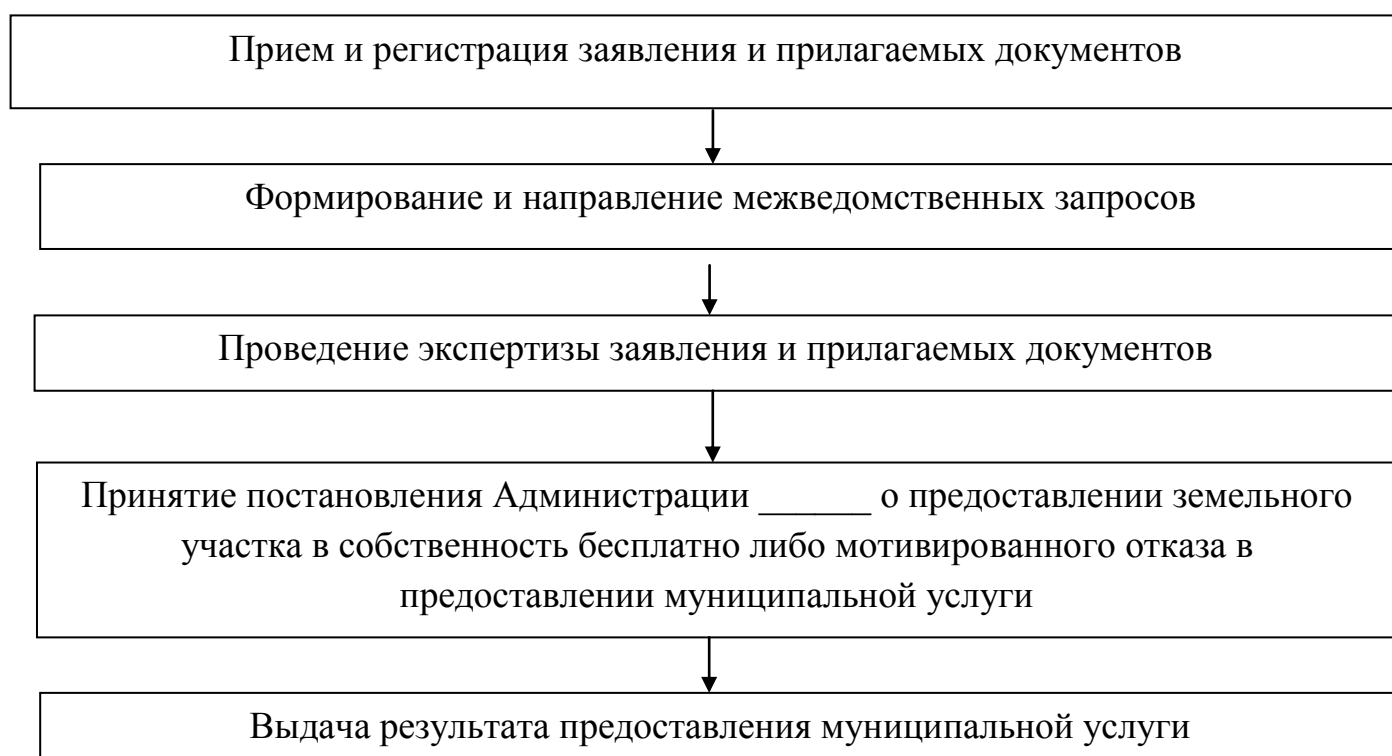 Прием и регистрация заявления и прилагаемых документов
Формирование и направление межведомственных запросов
Проведение экспертизы заявления и прилагаемых документов
Принятие постановления Администрации ______ о предоставлении земельного
участка в собственность бесплатно либо мотивированного отказа в
предоставлении муниципальной услуги
Выдача результата предоставления муниципальной услуги